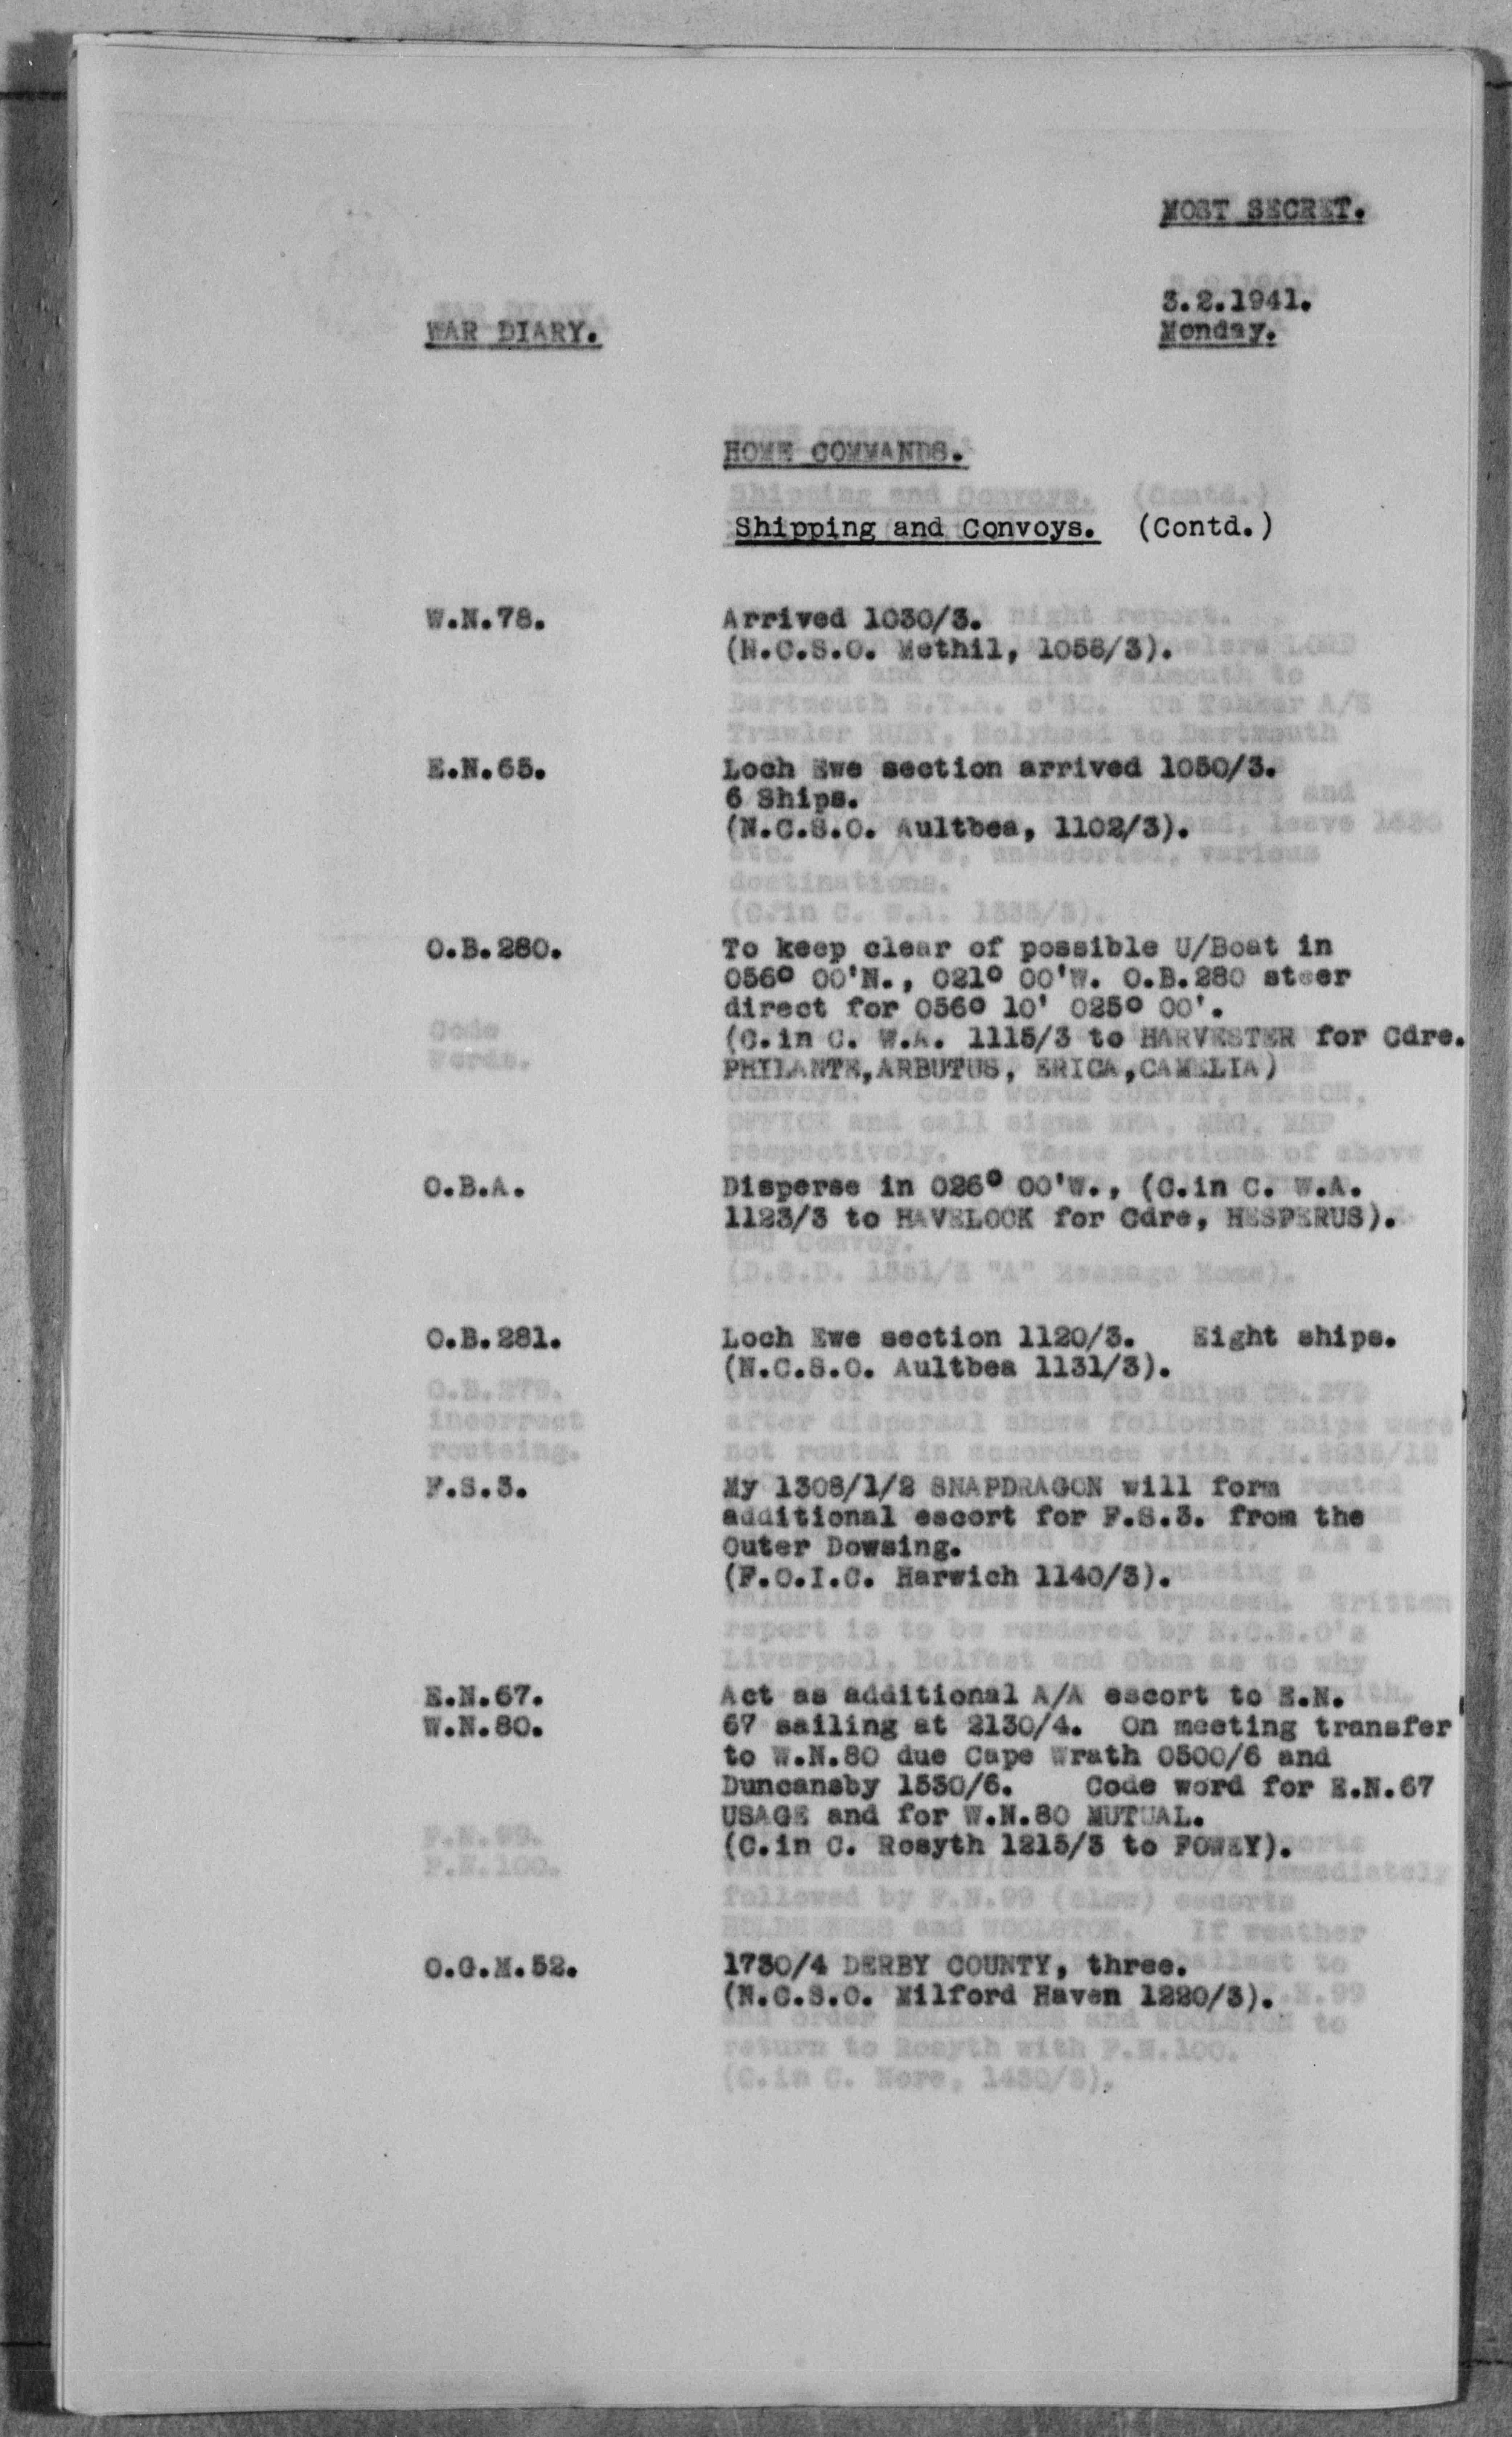 MOST SECRET.
3.2.1941.
WAR DIARY. Monday.
HOME COMMANDS.
Shipping and Convoys. (Contd.)
W.N.78. Arrived 1030/3.
(N.C.S.O. Methil, 1058/3).
E.N.65. Loch Ewe section arrived 1050/3.
6 Ships.
(N.C.S.O. Aultbea, 1102/3).
O.B.280. To keep clear of possible U/Boat in
056° 00'N., 021° 00'W. O.B.280 steer
direct for 056° 10' 025° 00'.
(C.in C. W.A. 1115/3 to HARVESTER for Cdre.
PHILANTE,ARBUTUS, ERICA,CAMELIA)
O.B.A. Disperse in 026° 00'W., (C.in C. W.A.
1123/3 to HAVELOCK for Cdre, HESPERUS).
O.B.281. Loch Ewe section 1120/3. Eight ships.
(N.C.S.O. Aultbea 1131/3).
F.S.3. My 1308/1/2 SNAPDRAGON will form
additional escort for F.S.3. from the
Outer Dowsing.
(F.O.I.C. Harwich 1140/3).
E.N.67. Act as additional A/A escort to E.N.
W.N.80. 67 sailing at 2130/4. On meeting transfer
to W.N.80 due Cape Wrath 0500/6 and
Duncansby 1530/6. Code word for E.N.67
USAGE and for W.N.80 MUTUAL.
(C.in C. Rosyth 1215/3 to FOWEY).
O.G.M.52. 1730/4 DERBY COUNTY, three.
(N.C.S.O. Milford Haven 1220/3).